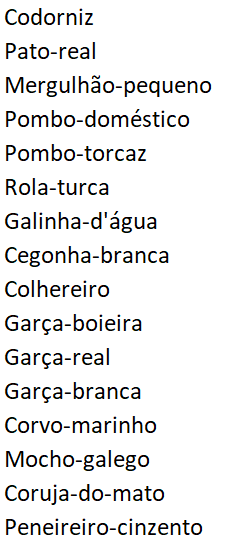 Codorniz
Pato-real
Mergulhão-pequeno
Pombo-doméstico
Pombo-torcaz
Rola-turca
Galinha-d'água
Cegonha-branca
Colhereiro
Garça-boieira
Garça-real
Garça-branca
Corvo-marinho
Mocho-galego
Coruja-do-mato
Peneireiro-cinzento